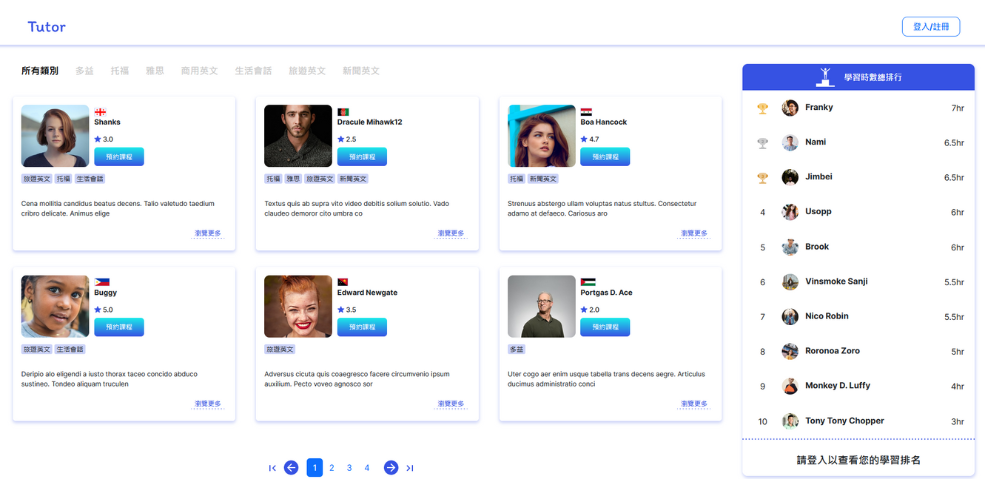 Tutor
登入/註冊
所有類別 多益 托福 雅思 商用英文 生活會話 旅遊英文 新聞英文
Shanks
3.0
預約課程
旅遊英文 托福 生活會話
Cena mollitia candidus beatus decens. Tallo valetudo taedium
cribro delicate. Animus elige
瀏覽更多
Dracule Mihawk12
2.5
預約課程
托福 雅思 旅遊英文 新聞英文
Textus quis ab supra vito video debitis solium solutio. Vado
claudeo demoror cito umbra co
瀏覽更多
Boa Hancock
4.7
預約課程
托福 新聞英文
Strenuus abstergo ullam voluptas natus stultus. Consectetur
adamo at defaeco. Cariosus aro
瀏覽更多
Buggy
5.0
預約課程
旅遊英文 生活會話
Deripio aio eligendi a iusto thorax taceo concido abduco
sustineo. Tondeo aliquam truculen
瀏覽更多
Edward Newgate
3.5
預約課程
旅遊英文
Adversus cicuta quis coaegresco facere circumvenio ipsum
auxilium. Pecto voveo agnosco sor
瀏覽更多
Portgas D. Ace
2.0
預約課程
多益
Uter cogo aer enim usque tabella trans decens aegre. Articulus
ducimus administratio conci
瀏覽更多
1 2 3 4
學習時數總排行
Franky 7hr
Nami 6.5hr
Jimbei 6.5hr
4 Usopp 6hr
5 Brook 6hr
6 Vinsmoke Sanji 5.5hr
7 Nico Robin 5.5hr
8 Roronoa Zoro 5hr
9 Monkey D. Luffy 4hr
10 Tony Tony Chopper 3hr
請登入以查看您的學習排名